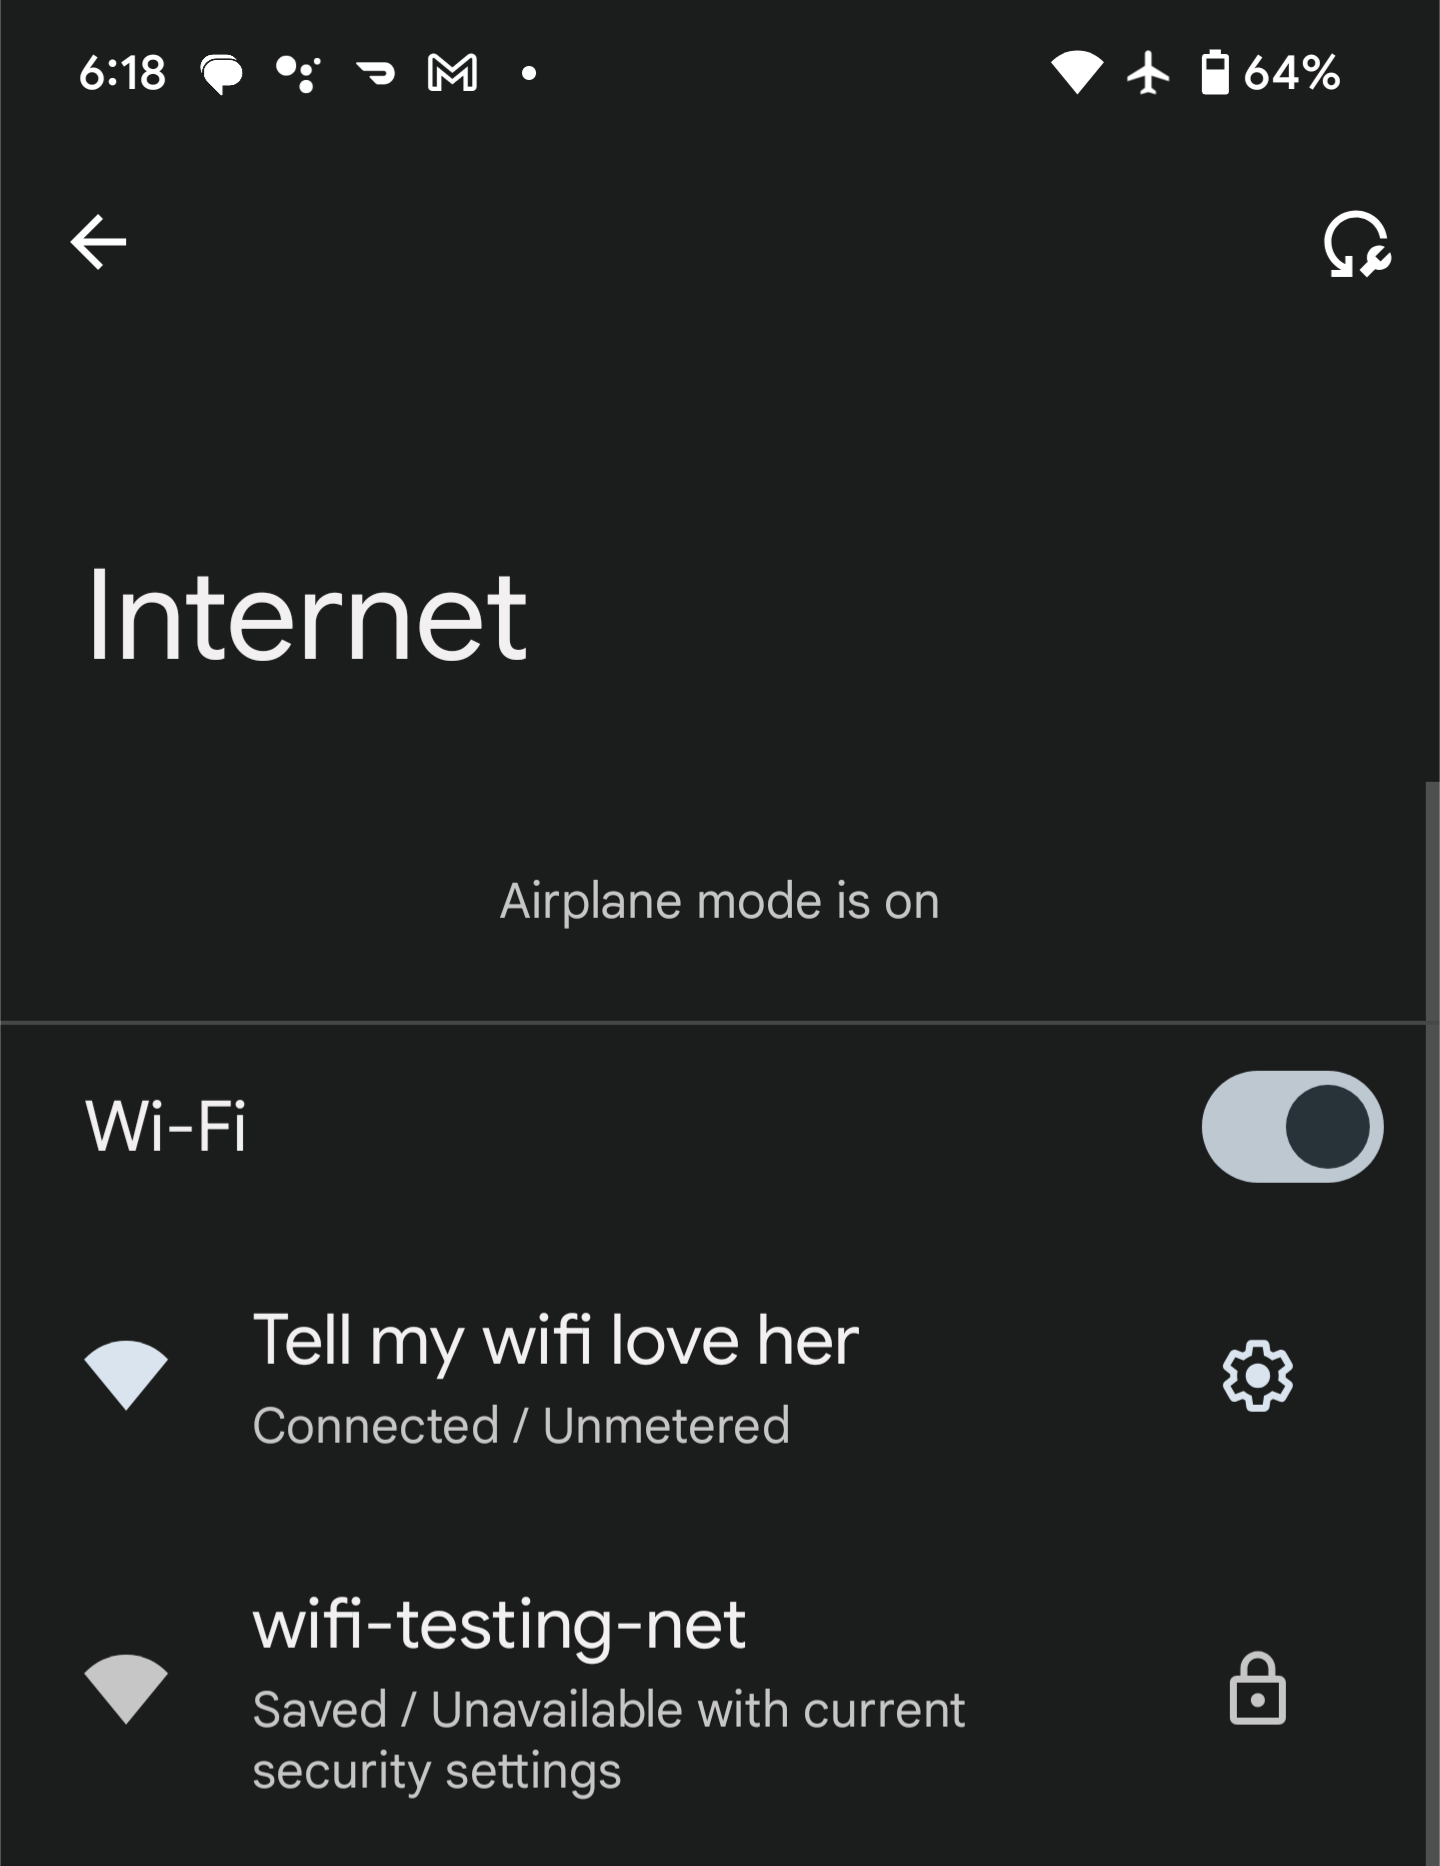 6:18 64%
Internet
Airplane mode is on
Wi-Fi
Tell my wifi love her
Connected / Unmetered
wifi-testing-net
Saved / Unavailable with current
security settings